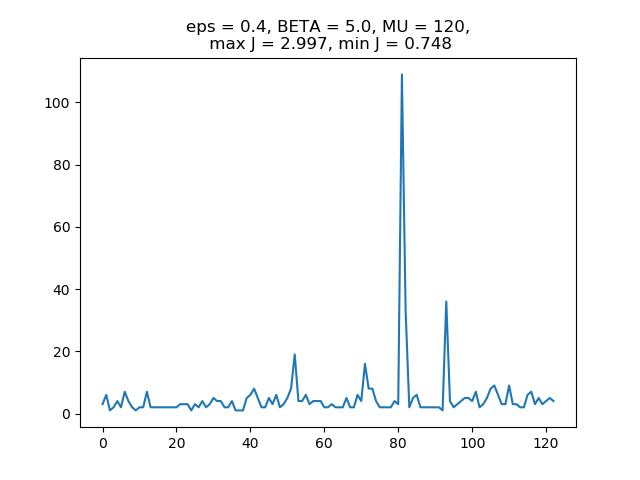 eps = 0.4, BETA = 5.0, MU = 120,
max J = 2.997, min J = 0.748
100
80
60
40
20
0
0 20 40 60 80 100 120